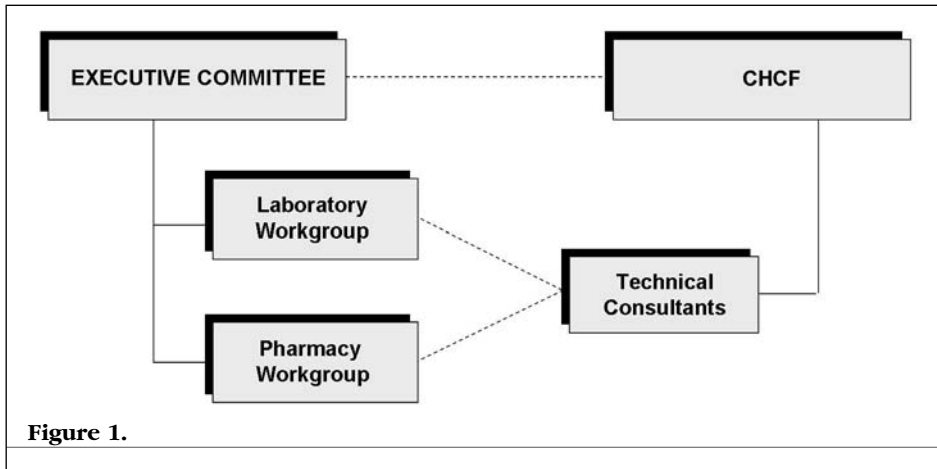 EXECUTIVE COMMITTEE
CHCF
Laboratory
Workgroup
Technical
Consultants
Pharmacy
Workgroup
Figure 1.